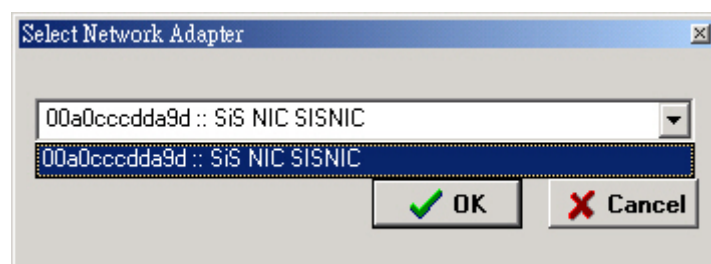 Select Network Adapter
00a0cccdda9d :: SiS NIC SISNIC
00a0cccdda9d :: SiS NIC SISNIC
OK Cancel